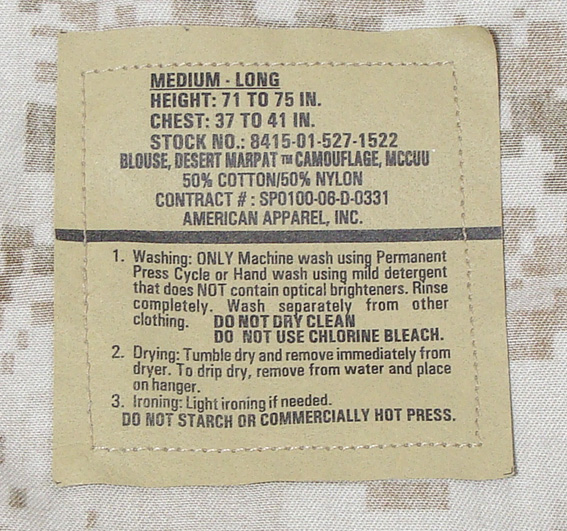 MEDIUM - LONG
HEIGHT: 71 TO 75 IN.
CHEST: 37 TO 41 IN.
STOCK NO.: 8415-01-527-1522
BLOUSE, DESERT MARPAT ™ CAMOUFLAGE, MCCUU
50% COTTON/50% NYLON
CONTRACT # : SPO100-06-D-0331
AMERICAN APPAREL, INC.
1. Washing: ONLY Machine wash using Permanent
Press Cycle or Hand wash using mild detergent
that does NOT contain optical brighteners. Rinse
completely. Wash separately from other
clothing. DO NOT DRY CLEAN
DO NOT USE CHLORINE BLEACH.
2. Drying: Tumble dry and remove immediately from
dryer. To drip dry, remove from water and place
on hanger.
3. Ironing: Light ironing if needed.
DO NOT STARCH OR COMMERCIALLY HOT PRESS.